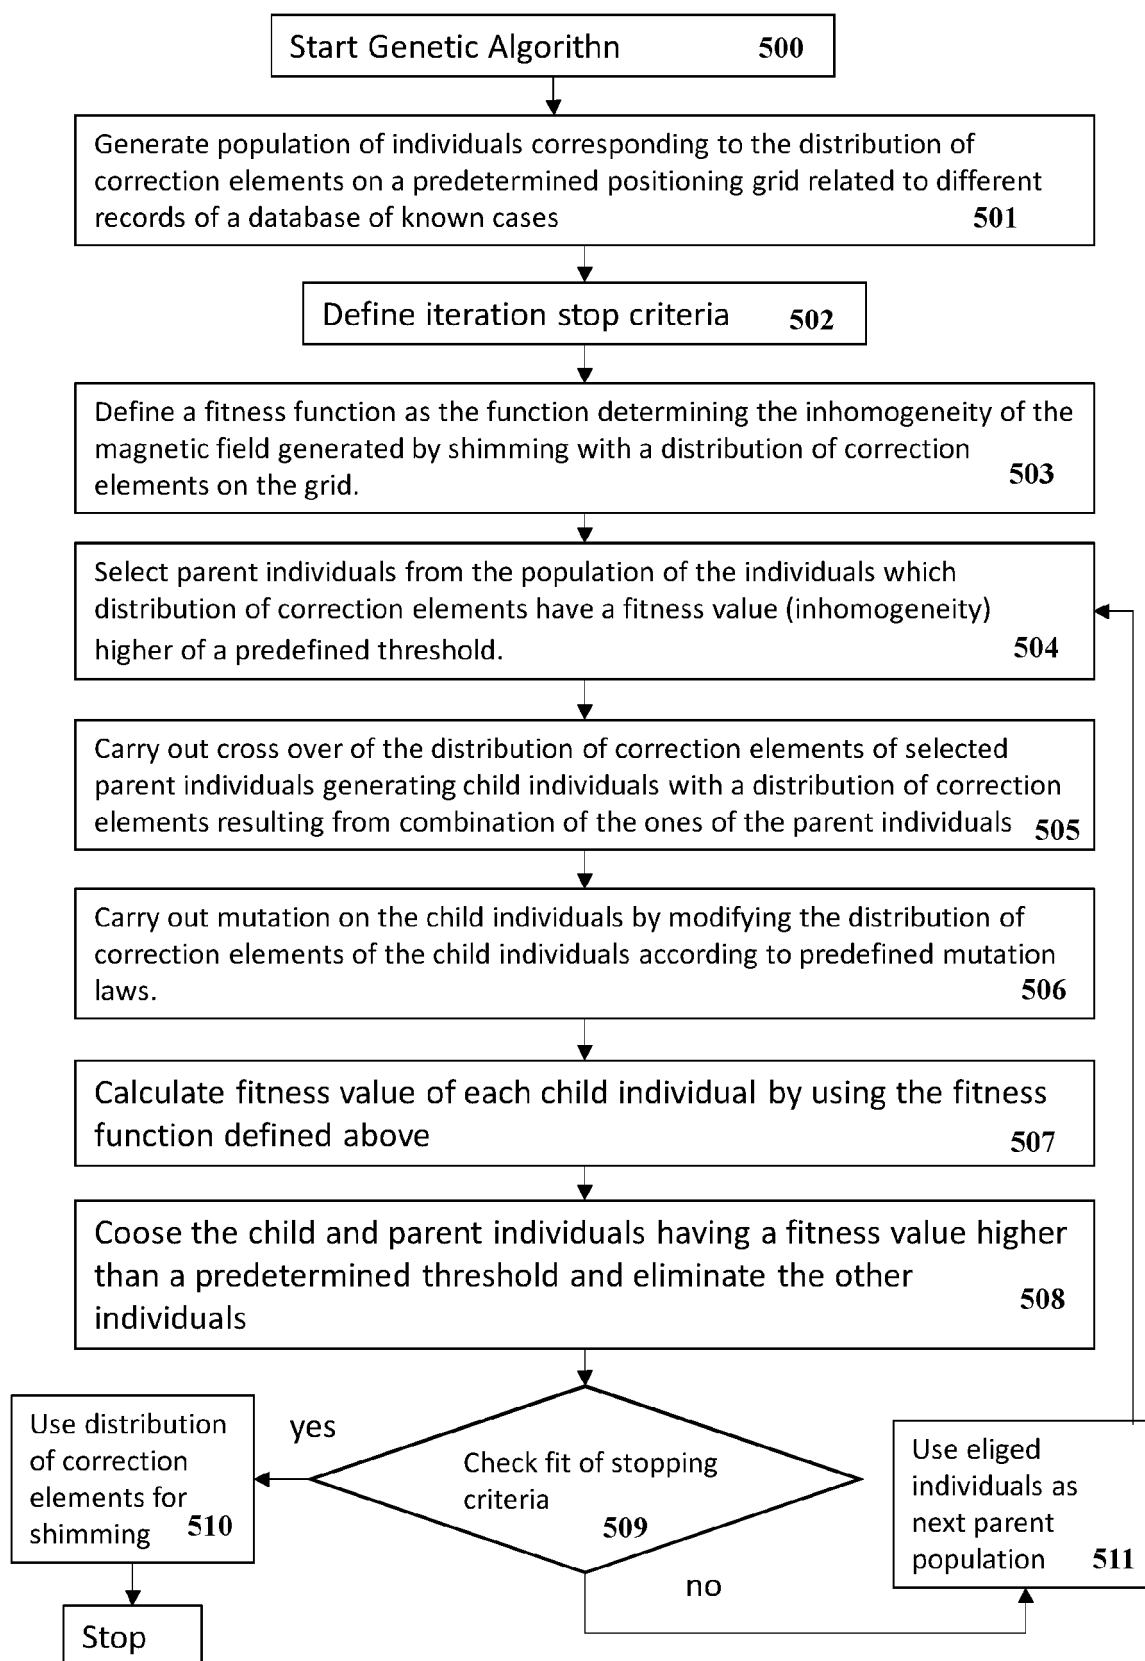 Start Genetic Algorithn 500
Generate population of individuals corresponding to the distribution of
correction elements on a predetermined positioning grid related to different
records of a database of known cases 501
Define iteration stop criteria 502
Define a fitness function as the function determining the inhomogeneity of the
magnetic field generated by shimming with a distribution of correction
elements on the grid. 503
Select parent individuals from the population of the individuals which
distribution of correction elements have a fitness value (inhomogeneity)
higher of a predefined threshold. 504
Carry out cross over of the distribution of correction elements of selected
parent individuals generating child individuals with a distribution of correction
elements resulting from combination of the ones of the parent individuals 505
Carry out mutation on the child individuals by modifying the distribution of
correction elements of the child individuals according to predefined mutation
laws. 506
Calculate fitness value of each child individual by using the fitness
function defined above 507
Coose the child and parent individuals having a fitness value higher
than a predetermined threshold and eliminate the other
individuals 508
Check fit of stopping
criteria
509
yes
Use distribution
of correction
elements for
shimming 510
Stop
no
Use eliged
individuals as
next parent
population 511